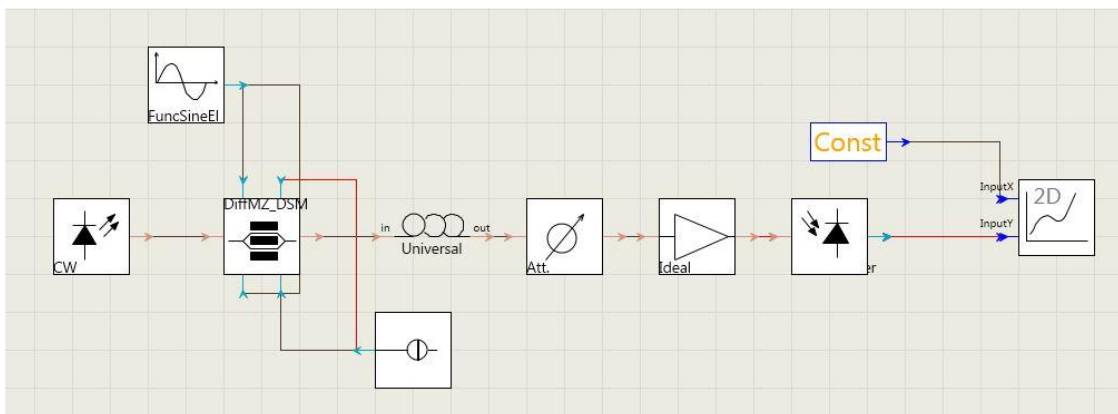 FuncSineEl
Const
DiffMZ_DSM
InputX
2D
CW
in
out
Universal
Att.
Ideal
er
InputY